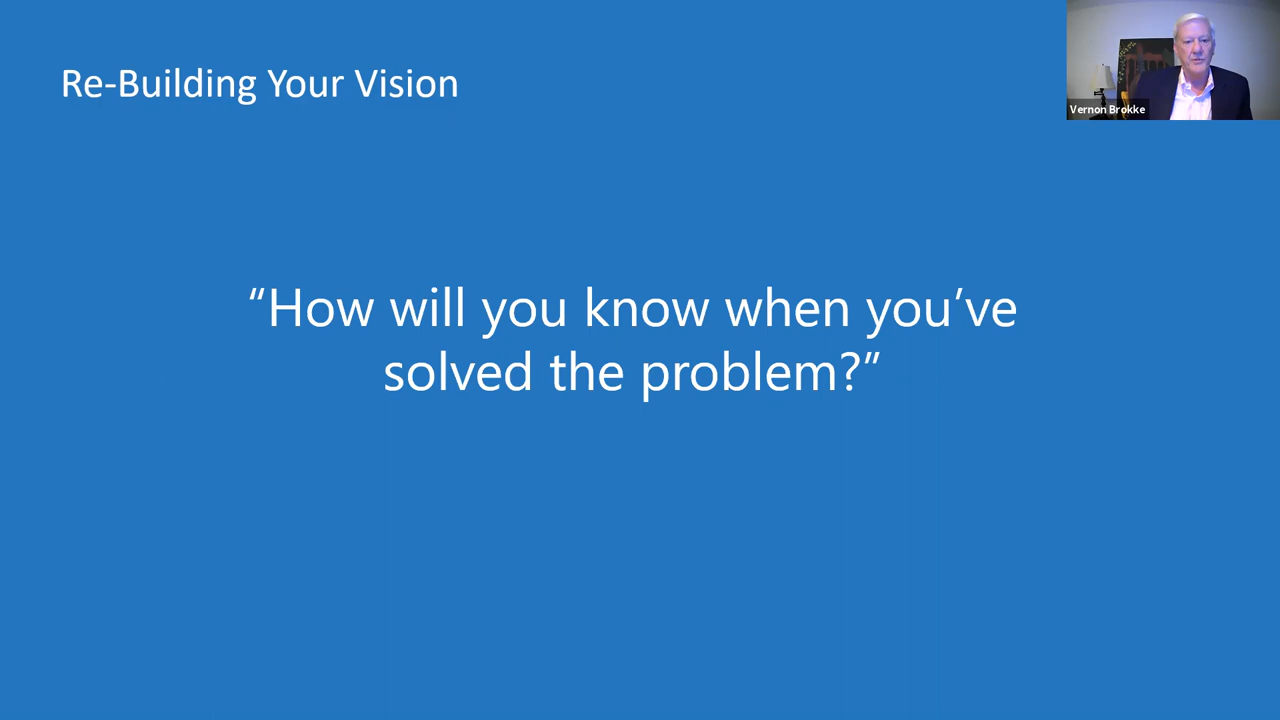 Re-Building Your Vision
Vernon Brokke
“How will you know when you’ve
solved the problem?”